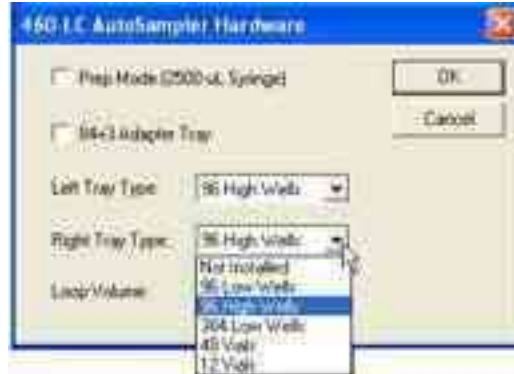 460 LC AutoSampler Hardware
Prep Mode (2500 uL Syringe)
OK
84+3 Adapter Tray
Cancel
Left Tray Type:
96 High Wells
Right Tray Type:
96 High Wells
Not Installed
96 Low Wells
96 High Wells
384 Low Wells
48 Vials
12 Vials
Loop Volume: